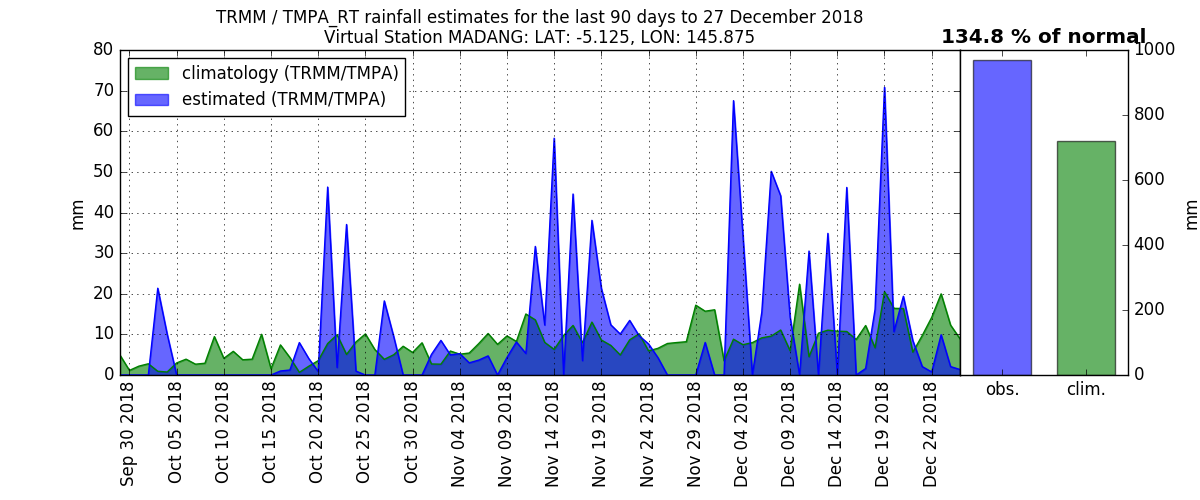 TRMM / TMPA_RT rainfall estimates for the last 90 days to 27 December 2018
Virtual Station MADANG: LAT: -5.125, LON: 145.875
134.8 % of normal
climatology (TRMM/TMPA)
estimated (TRMM/TMPA)
80
70
60
50
40
30
20
10
0
mm
Sep 30 2018
Oct 05 2018
Oct 10 2018
Oct 15 2018
Oct 20 2018
Oct 25 2018
Oct 30 2018
Nov 04 2018
Nov 09 2018
Nov 14 2018
Nov 19 2018
Nov 24 2018
Nov 29 2018
Dec 04 2018
Dec 09 2018
Dec 14 2018
Dec 19 2018
Dec 24 2018
1000
800
600
400
200
0
mm
obs.
clim.